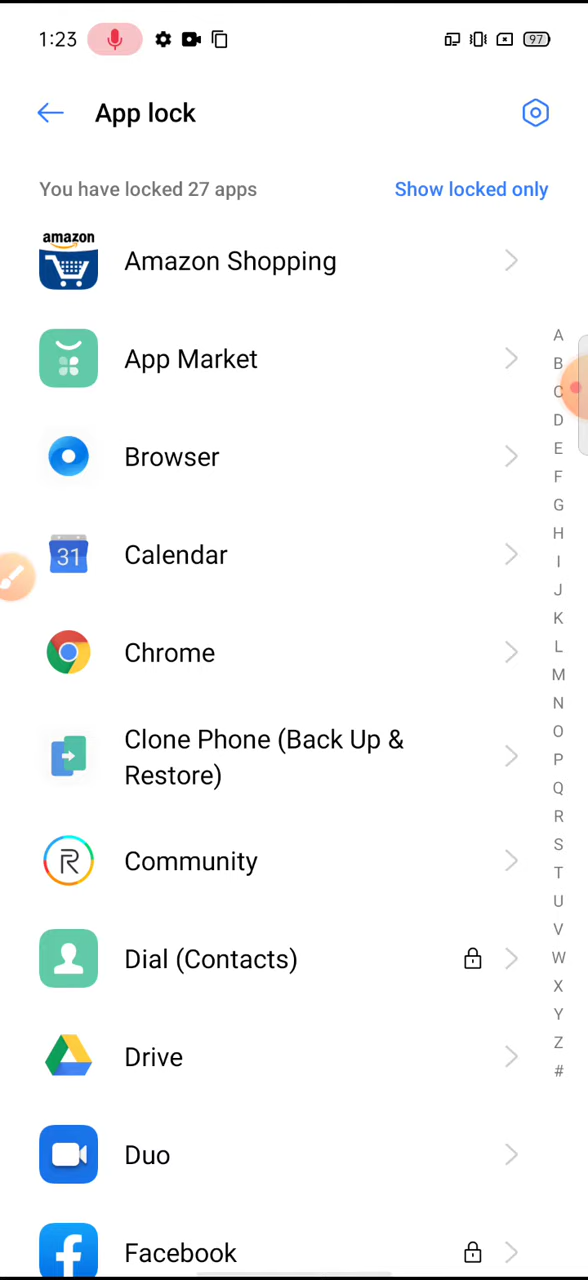 1:23
97
App lock
You have locked 27 apps
Show locked only
amazon
Amazon Shopping
A
App Market
B
C
D
Browser
E
F
G
H
31
Calendar
I
J
K
Chrome
L
M
N
Clone Phone (Back Up &
Restore)
O
P
Q
R
Community
S
T
U
V
Dial (Contacts)
W
X
Y
Z
Drive
#
Duo
Facebook